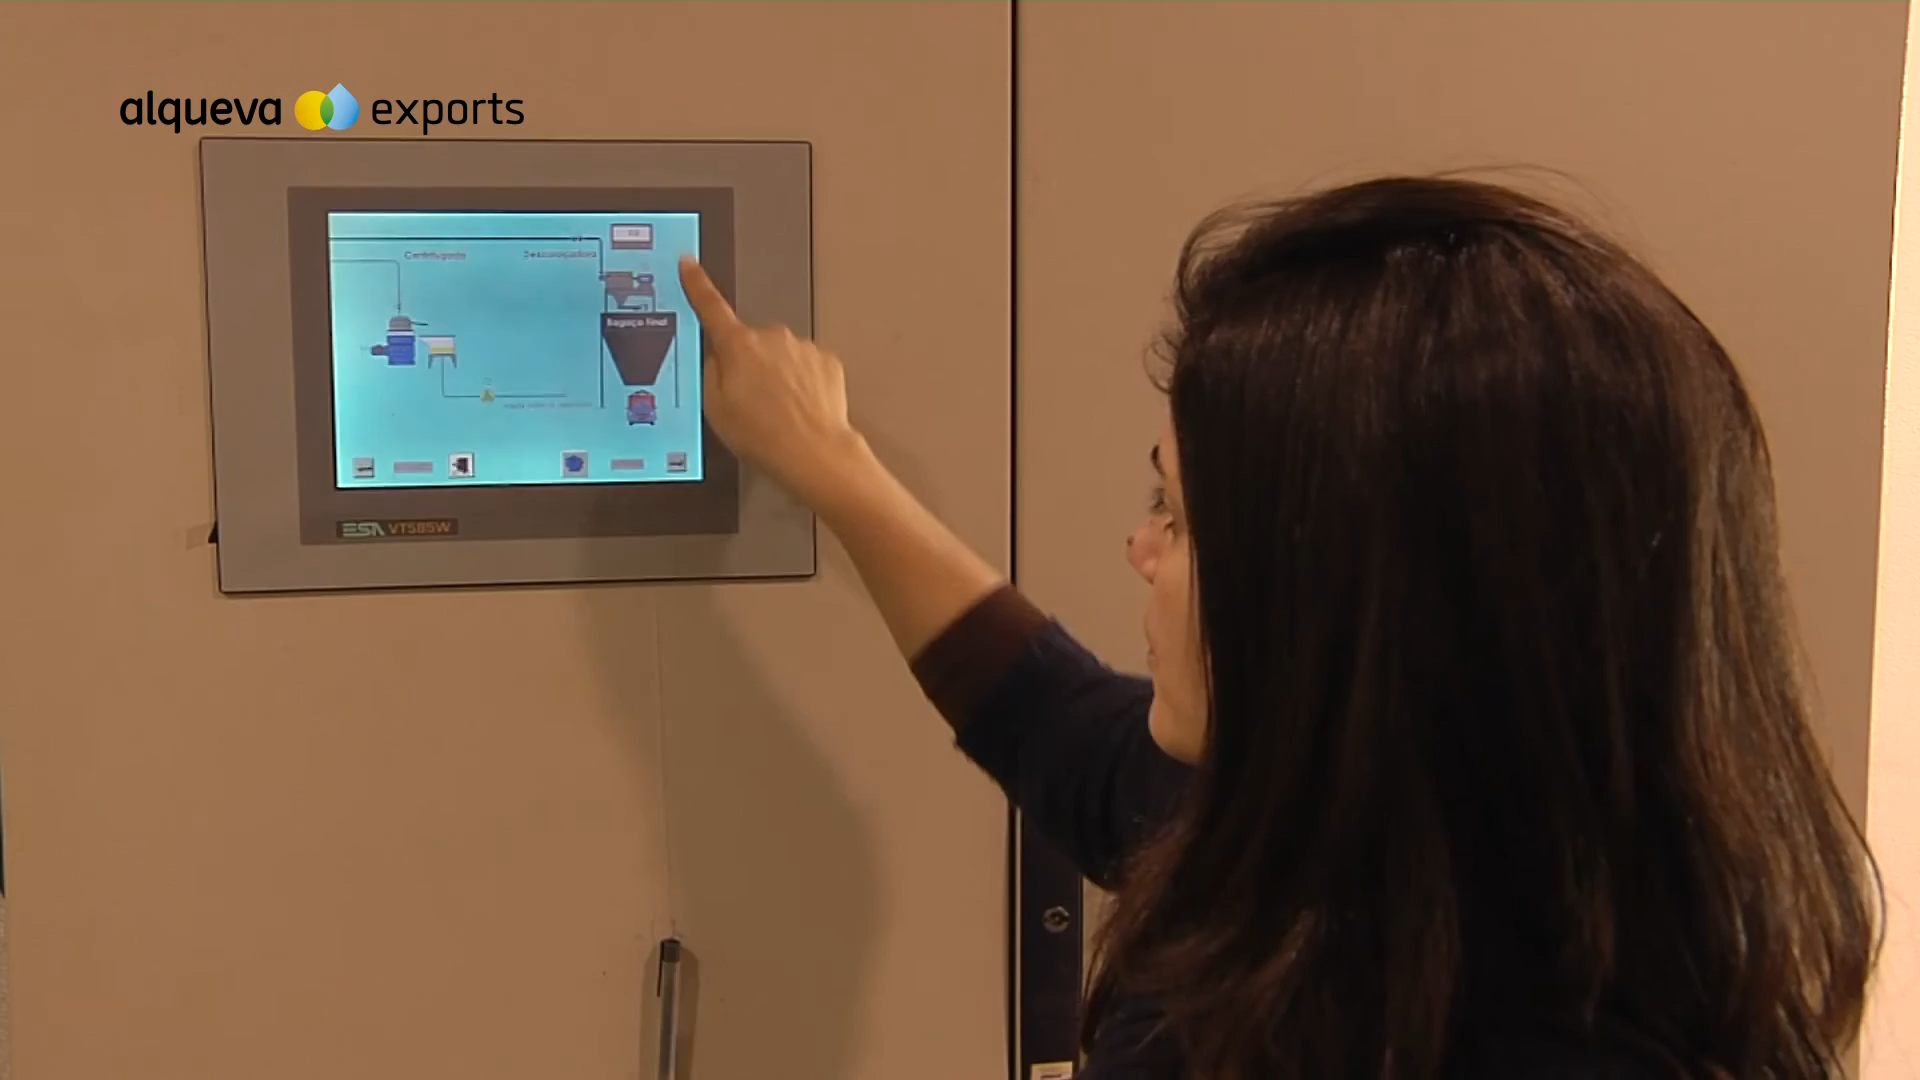 alqueva exports
Centrifugada
Descaroçadora
Bagaço Final
ESA VT585W